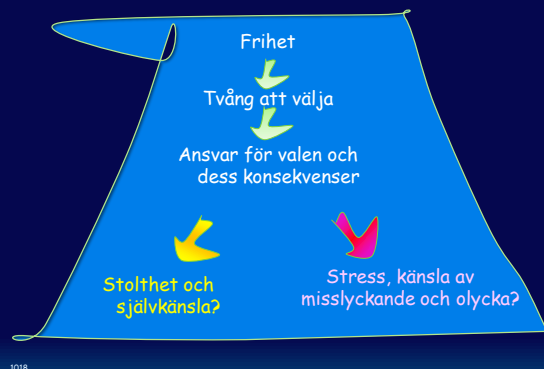 Frihet
Tvång att välja
Ansvar för valen och
dess konsekvenser
Stolthet och
självkänsla?
Stress, känsla av
misslyckande och olycka?
1018